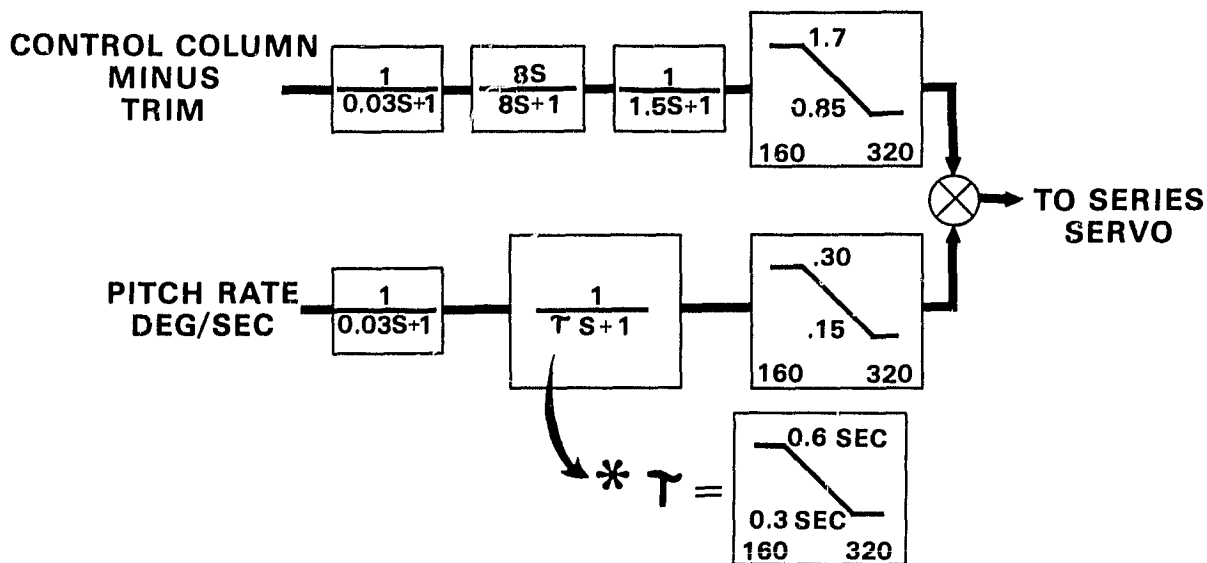 CONTROL COLUMN
MINUS
TRIM
1
0.03S+1
8S
8S+1
1
1.5S+1
1.7
0.85
160 320
TO SERIES
SERVO
PITCH RATE
DEG/SEC
1
0.03S+1
1
τ S+1
.30
.15
160 320
* τ =
0.6 SEC
0.3 SEC
160 320